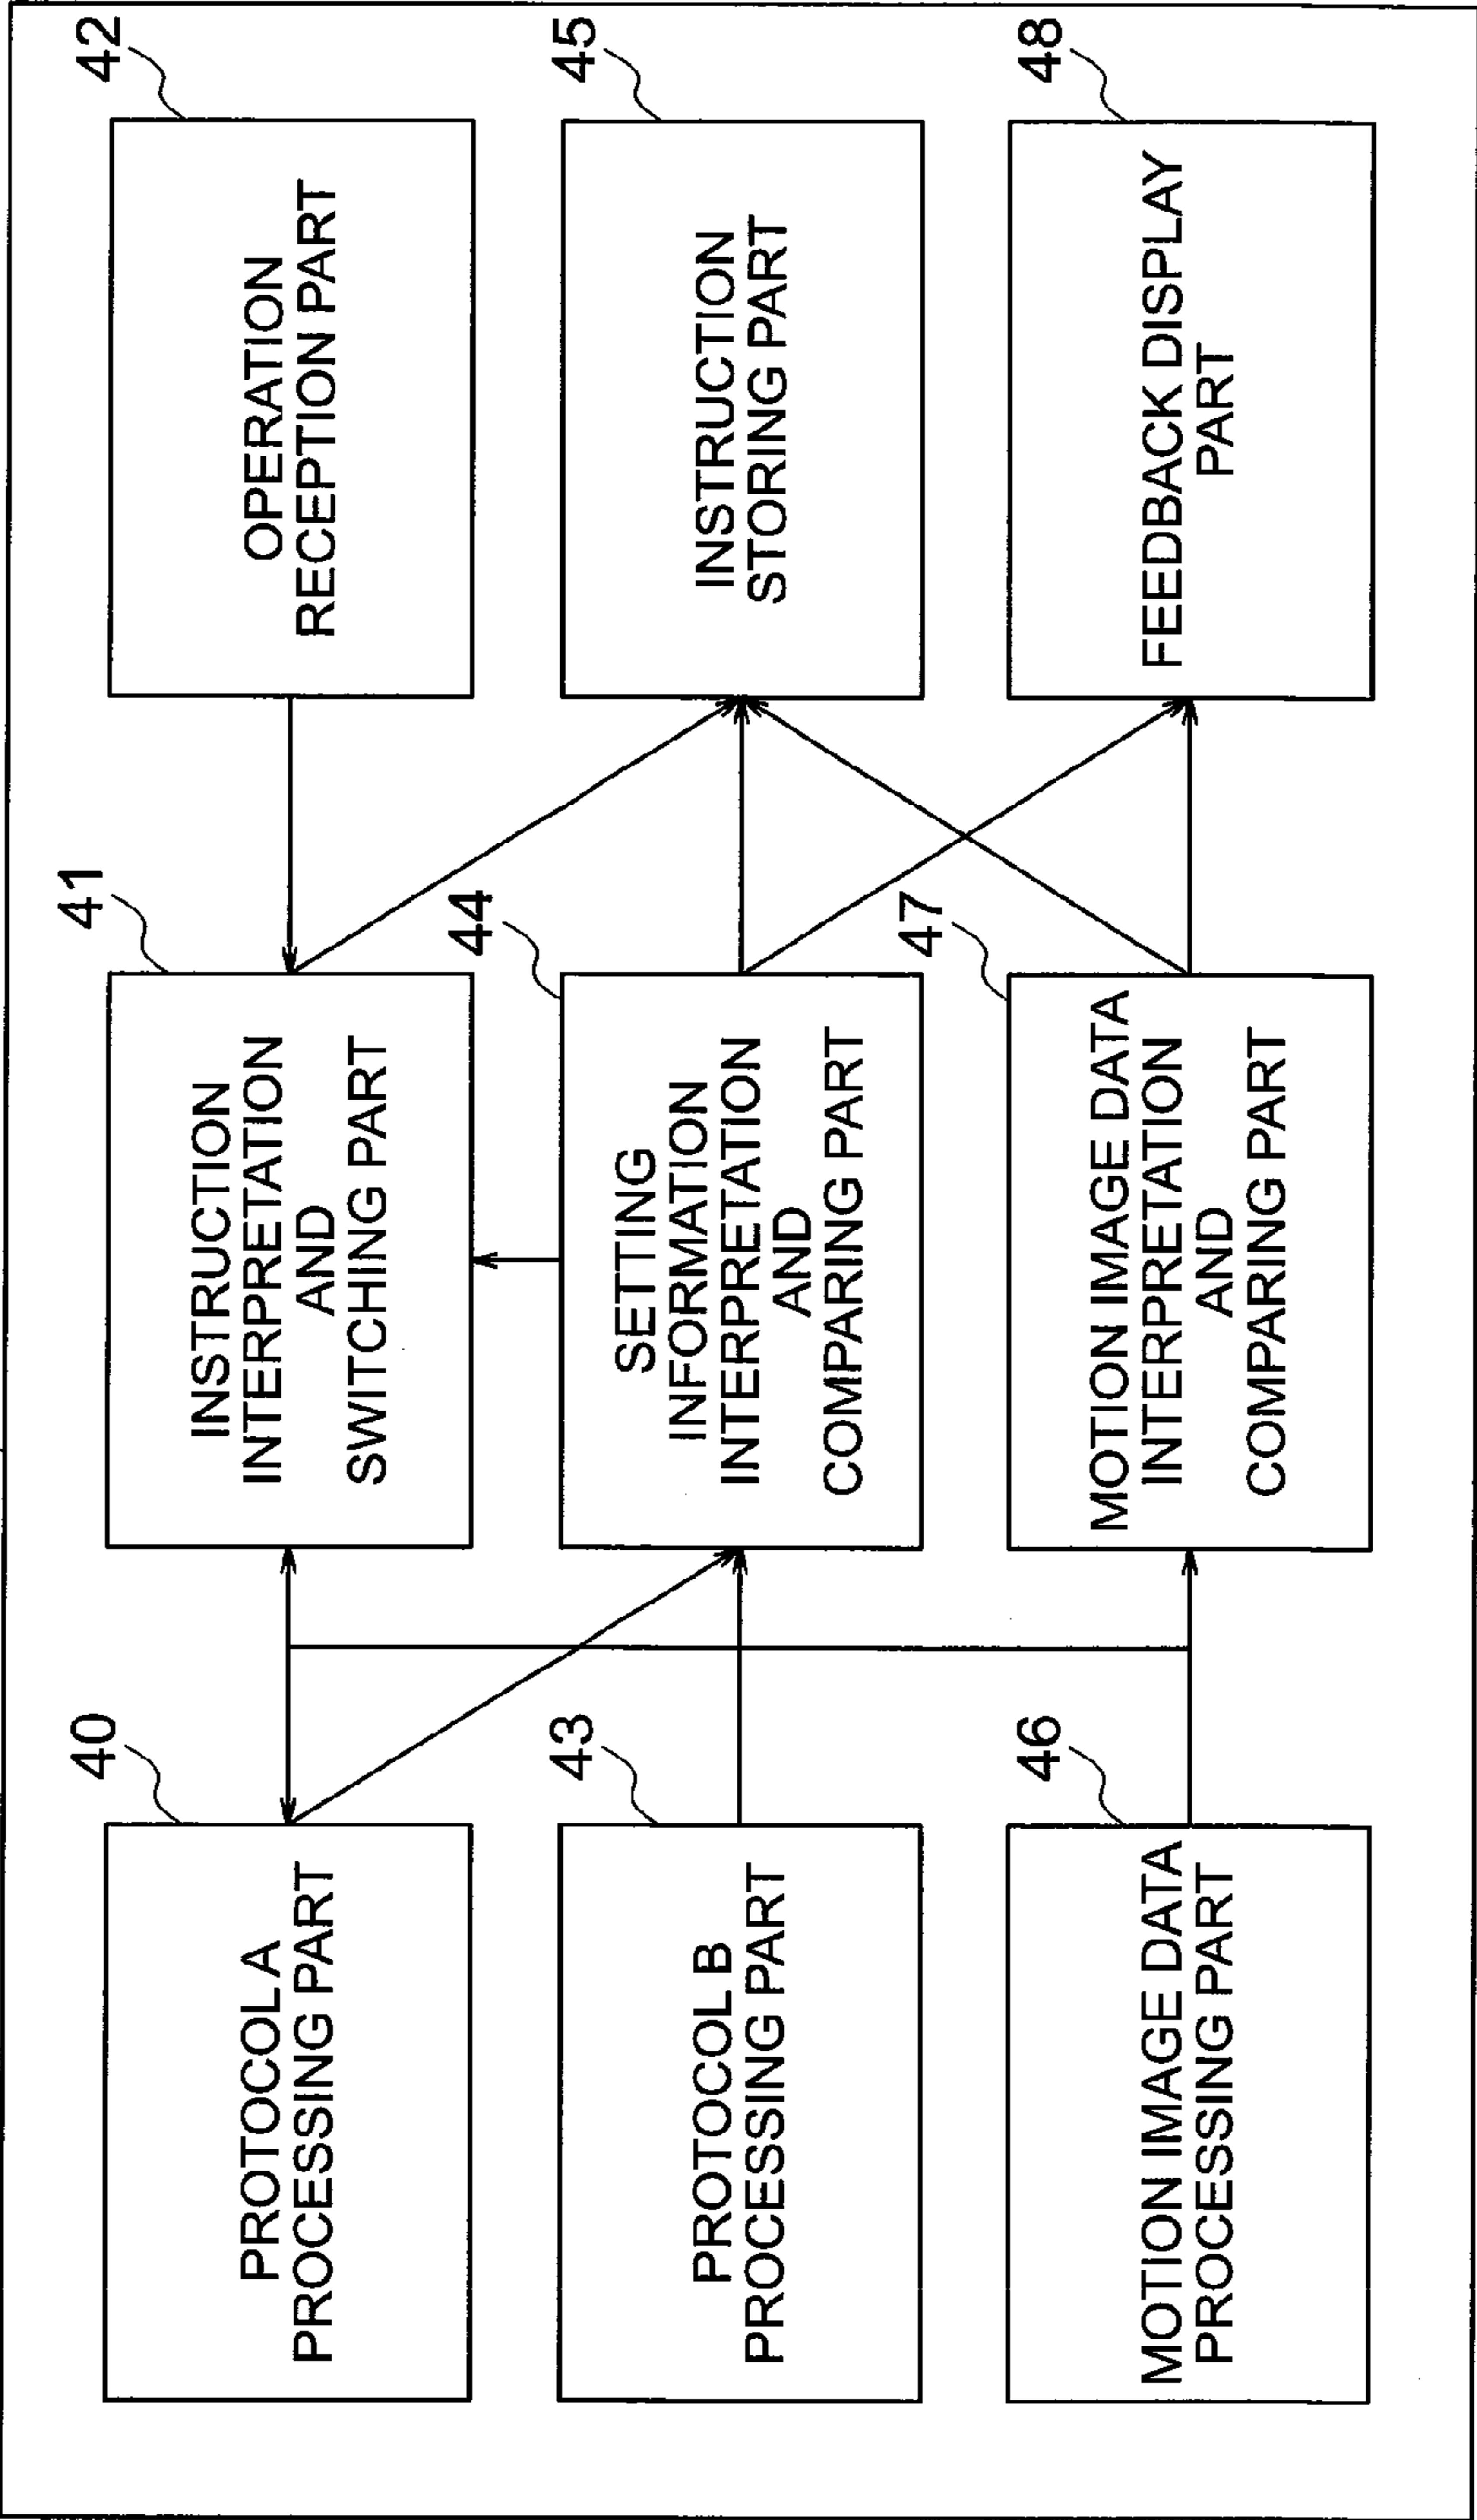 40
PROTOCOL A
PROCESSING PART
41
INSTRUCTION
INTERPRETATION
AND
SWITCHING PART
42
OPERATION
RECEPTION PART
43
PROTOCOL B
PROCESSING PART
44
SETTING
INFORMATION
INTERPRETATION
AND
COMPARING PART
45
INSTRUCTION
STORING PART
46
MOTION IMAGE DATA
PROCESSING PART
47
MOTION IMAGE DATA
INTERPRETATION
AND
COMPARING PART
48
FEEDBACK DISPLAY
PART